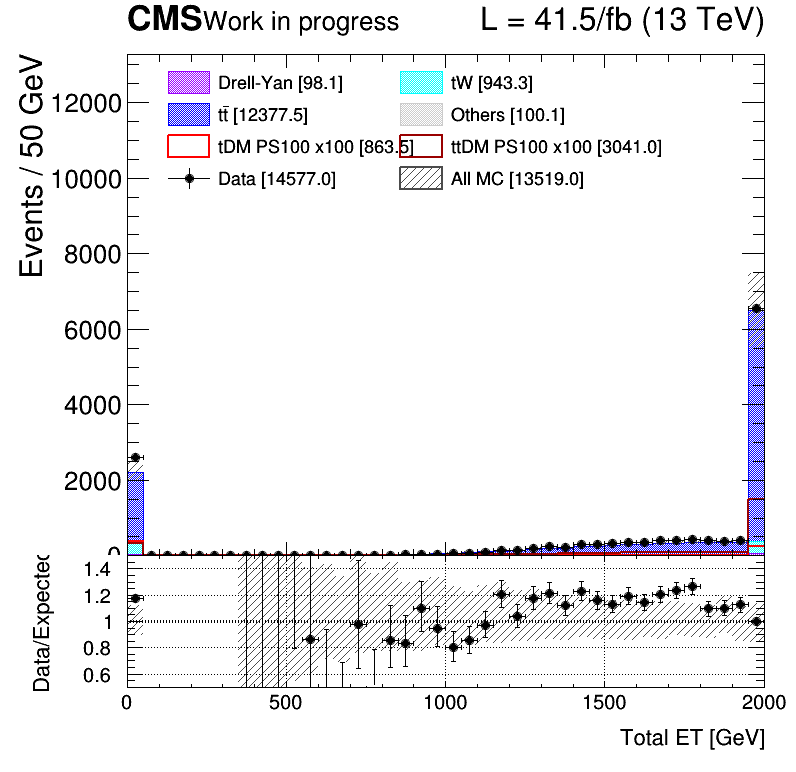 CMS Work in progress L = 41.5/fb (13 TeV)
Events / 50 GeV
12000
10000
8000
6000
4000
2000
0
Drell-Yan [98.1] tW [943.3]
tt̄ [12377.5] Others [100.1]
tDM PS100 x100 [863.5] ttDM PS100 x100 [3041.0]
Data [14577.0] All MC [13519.0]
Data/Expected
1.4
1.2
1
0.8
0.6
0 500 1000 1500 2000
Total ET [GeV]